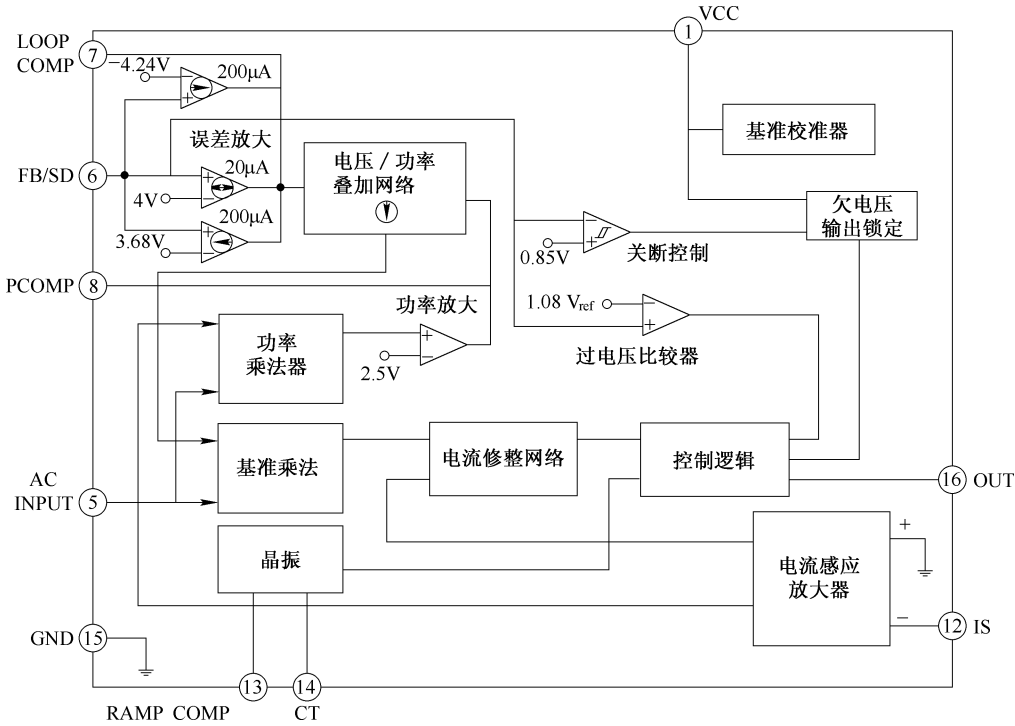 VCC
1
LOOP
COMP
7
−4.24V
−
+
200μA
基准校准器
误差放大
FB/SD
6
+
−
20μA
4V
电压/功率
叠加网络
+
−
200μA
3.68V
欠电压
输出锁定
−
+
0.85V
关断控制
PCOMP
8
功率放大
1.08 Vref
−
+
过电压比较器
功率
乘法器
+
−
2.5V
基准乘法
电流修整网络
控制逻辑
AC
INPUT
5
16
OUT
晶振
电流感应
放大器
+
−
12
IS
GND
15
13
14
RAMP COMP
CT